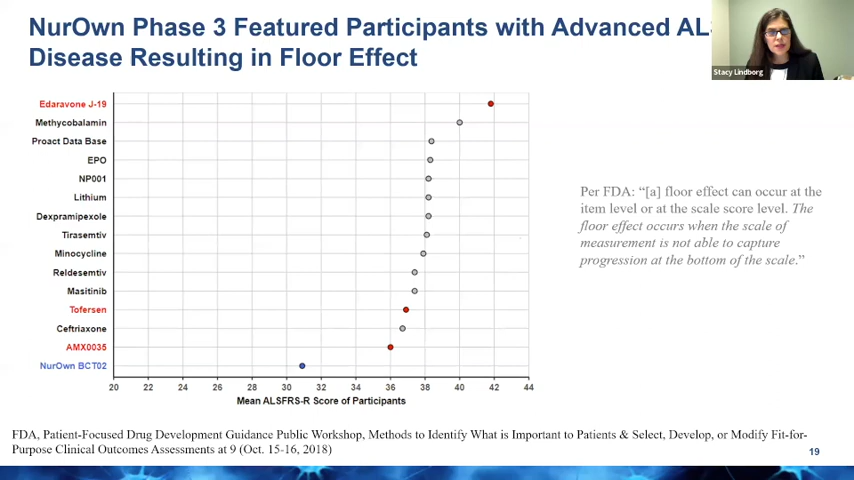 NurOwn Phase 3 Featured Participants with Advanced ALS
Disease Resulting in Floor Effect
Stacy Lindborg
Edaravone J-19
Methycobalamin
Proact Data Base
EPO
NP001
Lithium
Dexpramipexole
Tirasemtiv
Minocycline
Reldesemtiv
Masitinib
Tofersen
Ceftriaxone
AMX0035
NurOwn BCT02
20 22 24 26 28 30 32 34 36 38 40 42 44
Mean ALSFRS-R Score of Participants
Per FDA: “[a] floor effect can occur at the
item level or at the scale score level. The
floor effect occurs when the scale of
measurement is not able to capture
progression at the bottom of the scale.”
FDA, Patient-Focused Drug Development Guidance Public Workshop, Methods to Identify What is Important to Patients & Select, Develop, or Modify Fit-for-
Purpose Clinical Outcomes Assessments at 9 (Oct. 15-16, 2018)
19